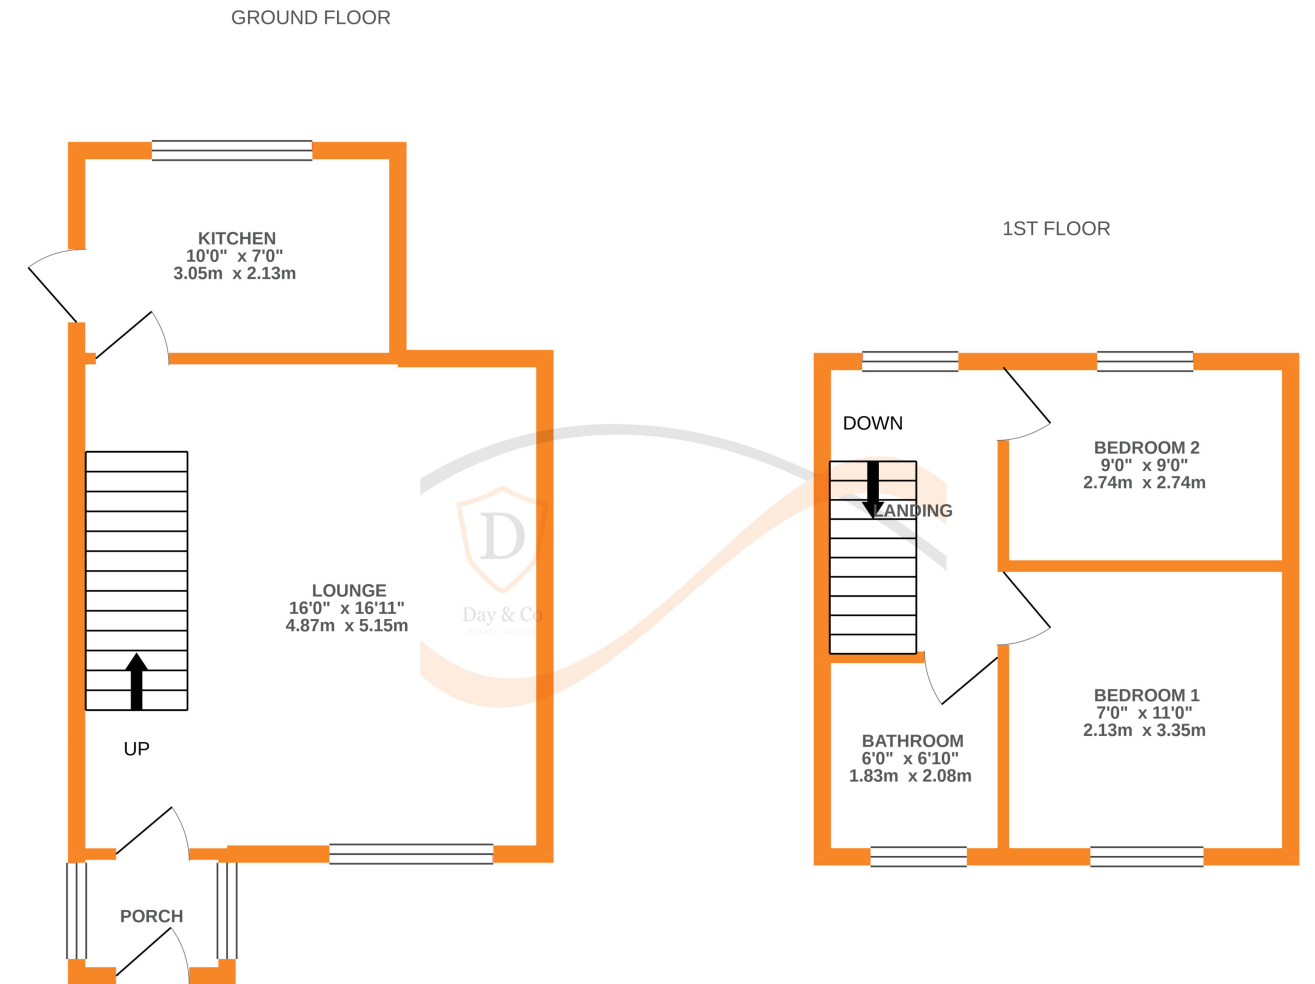 GROUND FLOOR
KITCHEN
10'0" x 7'0"
3.05m x 2.13m
LOUNGE
16'0" x 16'11"
4.87m x 5.15m
UP
PORCH
D
Day & Co
ESTATE AGENTS
1ST FLOOR
DOWN
LANDING
BEDROOM 2
9'0" x 9'0"
2.74m x 2.74m
BEDROOM 1
7'0" x 11'0"
2.13m x 3.35m
BATHROOM
6'0" x 6'10"
1.83m x 2.08m